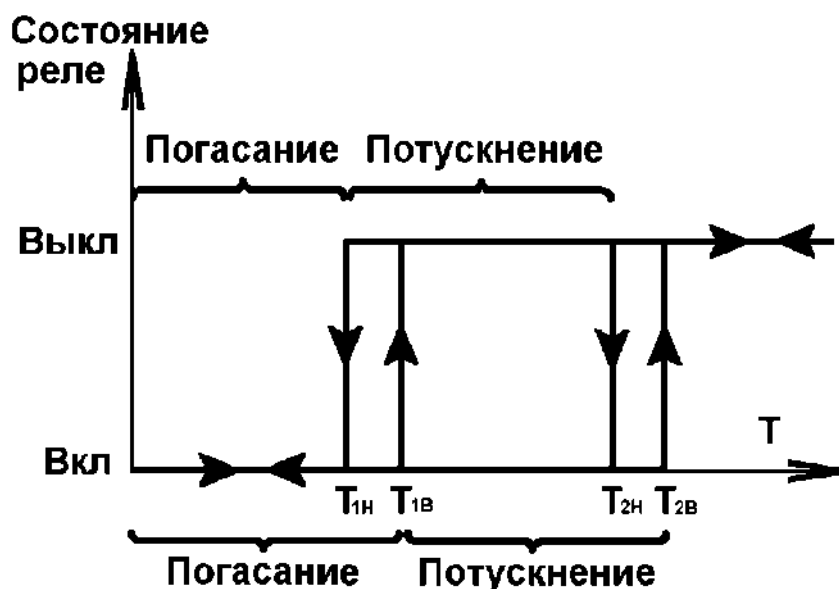 Состояние
реле
Погасание Потускнение
Выкл
T
Вкл
T1Н T1В T2Н T2В
Погасание Потускнение